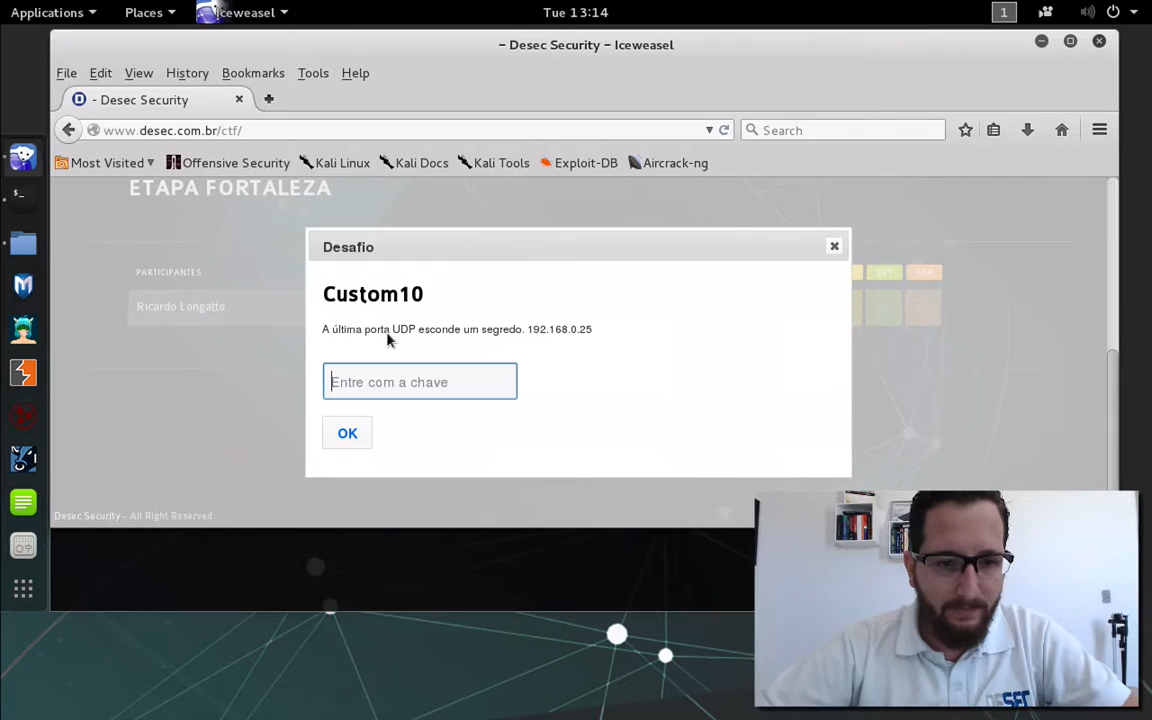 Applications
Places
Iceweasel
Tue 13:14
1
– Desec Security – Iceweasel
File Edit View History Bookmarks Tools Help
- Desec Security
www.desec.com.br/ctf/
Search
Most Visited
Offensive Security
Kali Linux
Kali Docs
Kali Tools
Exploit-DB
Aircrack-ng
ETAPA FORTALEZA
PARTICIPANTES
Ricardo Longatto
Desafio
Custom10
A última porta UDP esconde um segredo. 192.168.0.25
Entre com a chave
OK
Desec Security - All Right Reserved